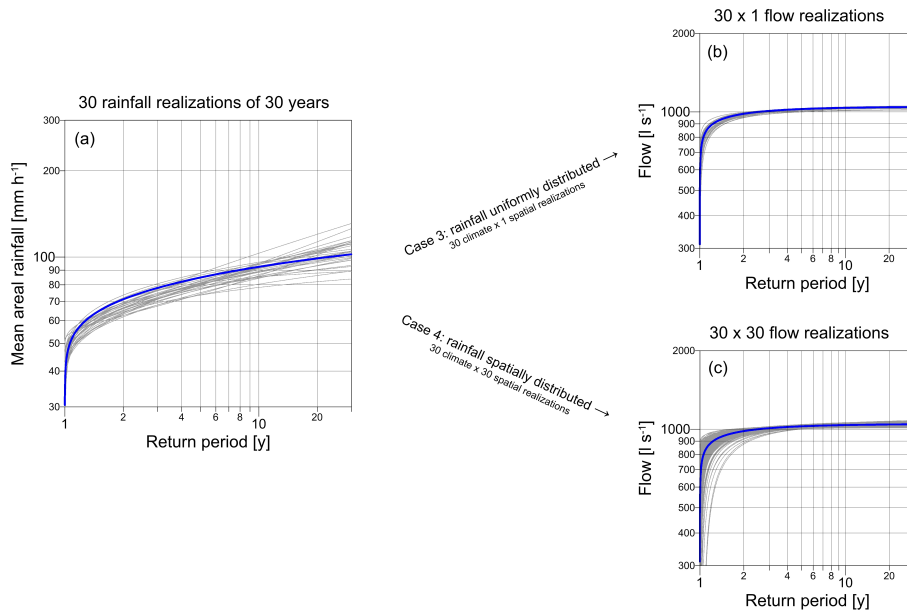 30 rainfall realizations of 30 years
(a)
Mean areal rainfall [mm h⁻¹]
300
200
100
90
80
70
60
50
40
30
1 2 4 6 8 10 20
Return period [y]
Case 3: rainfall uniformly distributed →
30 climate x 1 spatial realizations
Case 4: rainfall spatially distributed →
30 climate x 30 spatial realizations
30 x 1 flow realizations
(b)
Flow [l s⁻¹]
2000
1000
900
800
700
600
500
400
300
1 2 4 6 8 10 20
Return period [y]
30 x 30 flow realizations
(c)
Flow [l s⁻¹]
2000
1000
900
800
700
600
500
400
300
1 2 4 6 8 10 20
Return period [y]